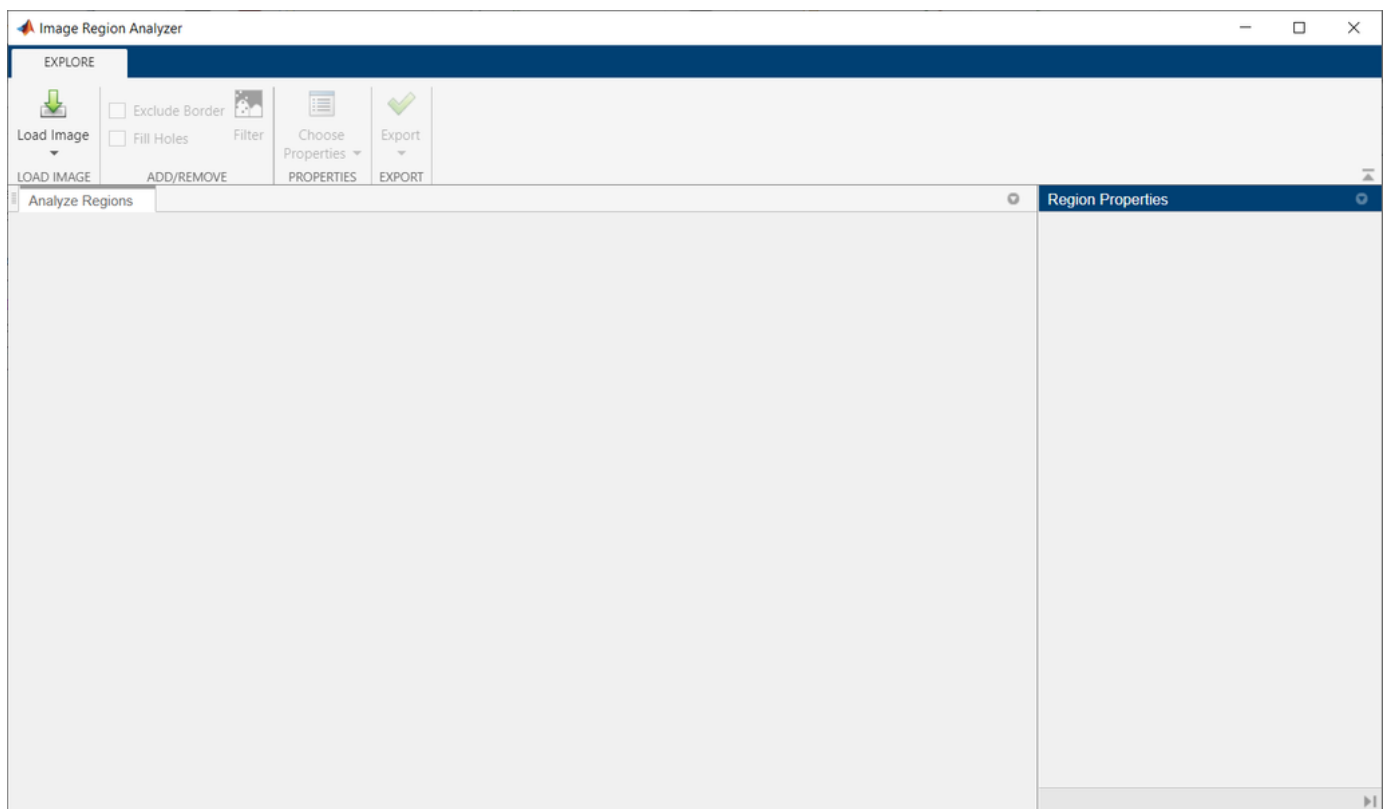 Image Region Analyzer
EXPLORE
Load Image
Exclude Border
Fill Holes
Filter
Choose
Properties
Export
LOAD IMAGE
ADD/REMOVE
PROPERTIES
EXPORT
Analyze Regions
Region Properties